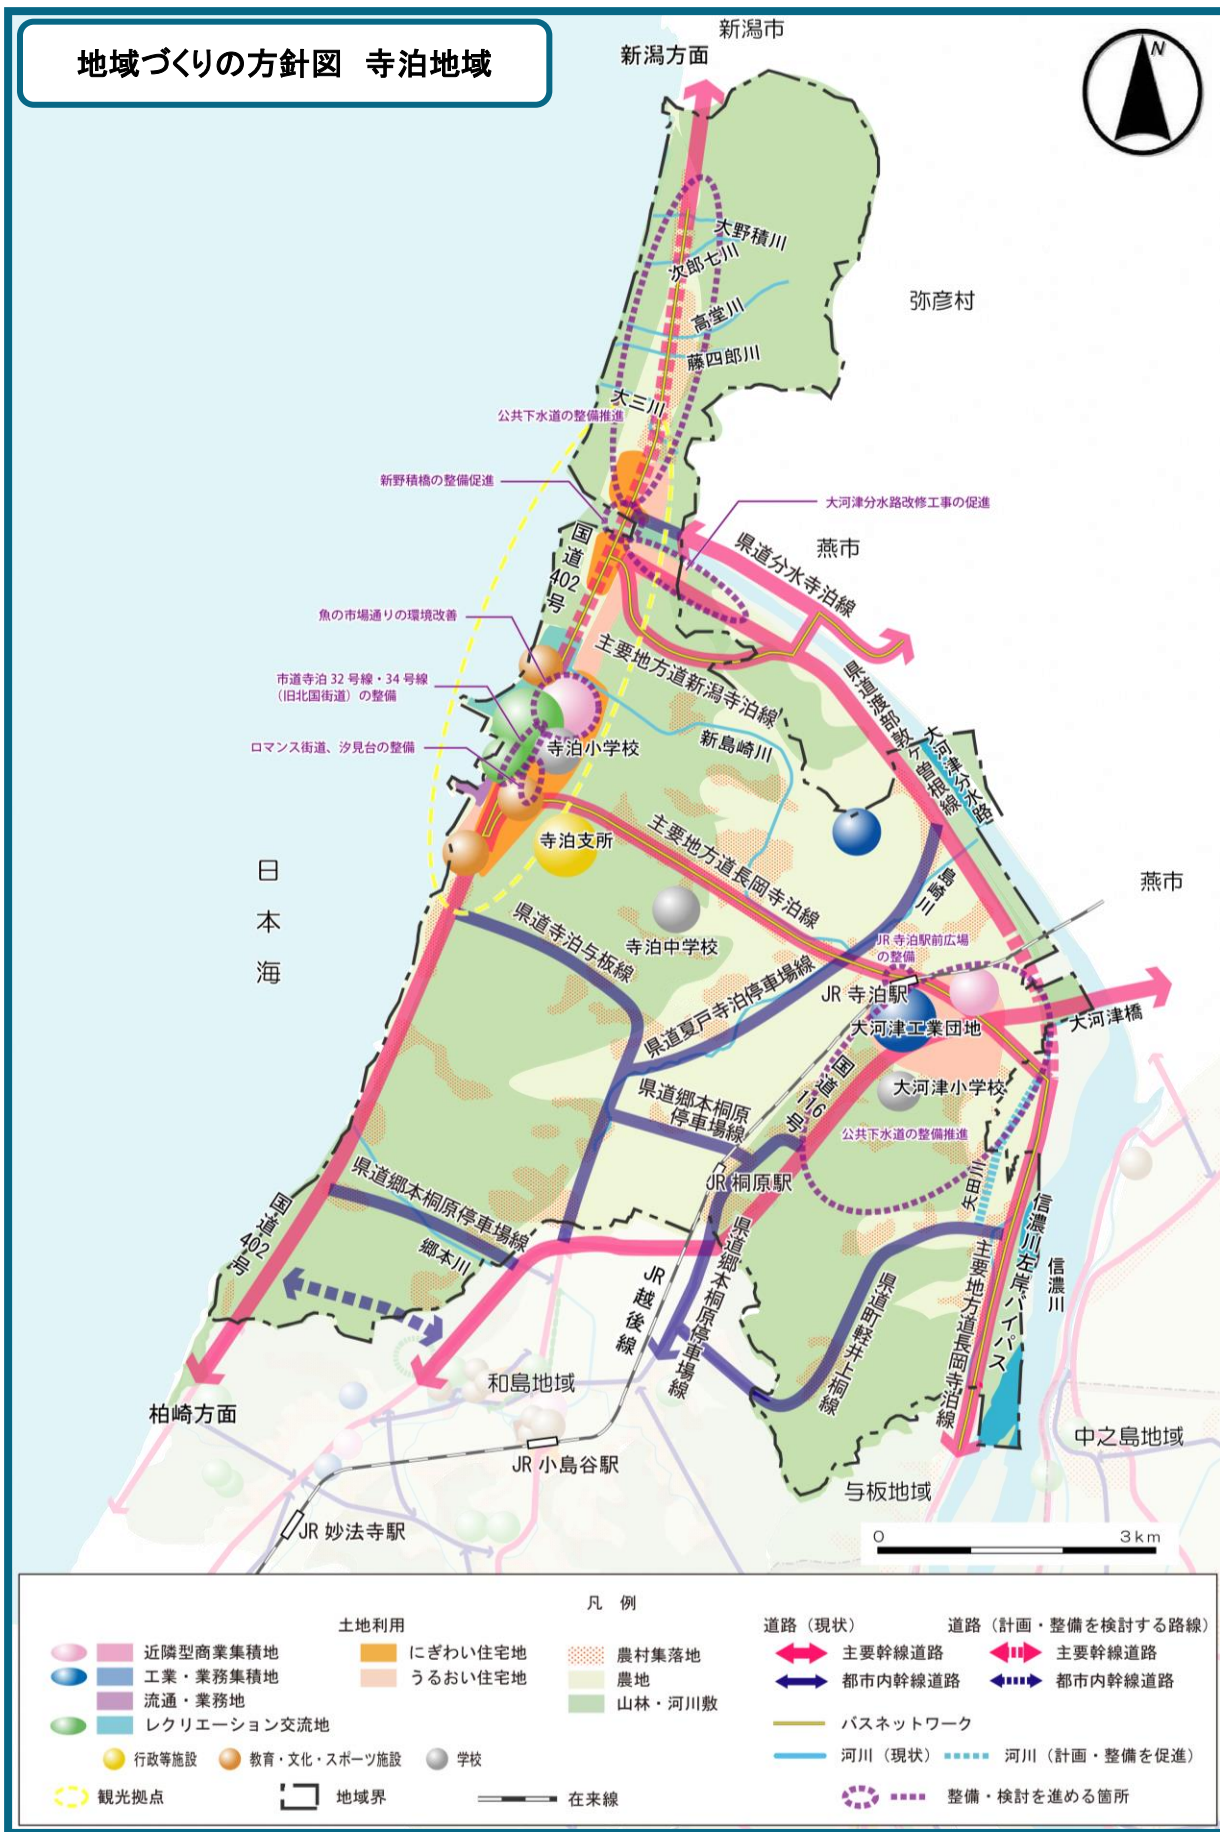 地域づくりの方針図 寺泊地域
新潟市
新潟方面
N
大野積川
次郎七川
弥彦村
高堂川
藤四郎川
大三川
公共下水道の整備推進
新野積橋の整備促進
大河津分水路改修工事の促進
国道402号
燕市
県道分水寺泊線
魚の市場通りの環境改善
主要地方道新潟寺泊線
県道渡部敦ヶ曽根線
市道寺泊32号線・34号線
(旧北国街道)の整備
大河津分水路
新島崎川
寺泊小学校
ロマンス街道、汐見台の整備
主要地方道長岡寺泊線
寺泊支所
日本海
島崎川
燕市
県道寺泊与板線
寺泊中学校
JR寺泊駅前広場
の整備
県道夏戸寺泊停車場線
JR 寺泊駅
大河津工業団地
大河津橋
国道116号
大河津小学校
県道郷本桐原
停車場線
公共下水道の整備推進
県道郷本桐原停車場線
JR 桐原駅
矢田川
国道402号
郷本川
県道郷本桐原停車場線
信濃川左岸バイパス
信濃川
主要地方道長岡寺泊線
JR越後線
県道町軽井上桐線
和島地域
柏崎方面
中之島地域
JR 小島谷駅
与板地域
JR 妙法寺駅
0 3km
凡 例
土地利用
道路(現状)
道路(計画・整備を検討する路線)
近隣型商業集積地
にぎわい住宅地
農村集落地
主要幹線道路
主要幹線道路
工業・業務集積地
うるおい住宅地
農地
都市内幹線道路
都市内幹線道路
流通・業務地
山林・河川敷
レクリエーション交流地
バスネットワーク
行政等施設
教育・文化・スポーツ施設
学校
河川(現状)
河川(計画・整備を促進)
観光拠点
地域界
在来線
整備・検討を進める箇所